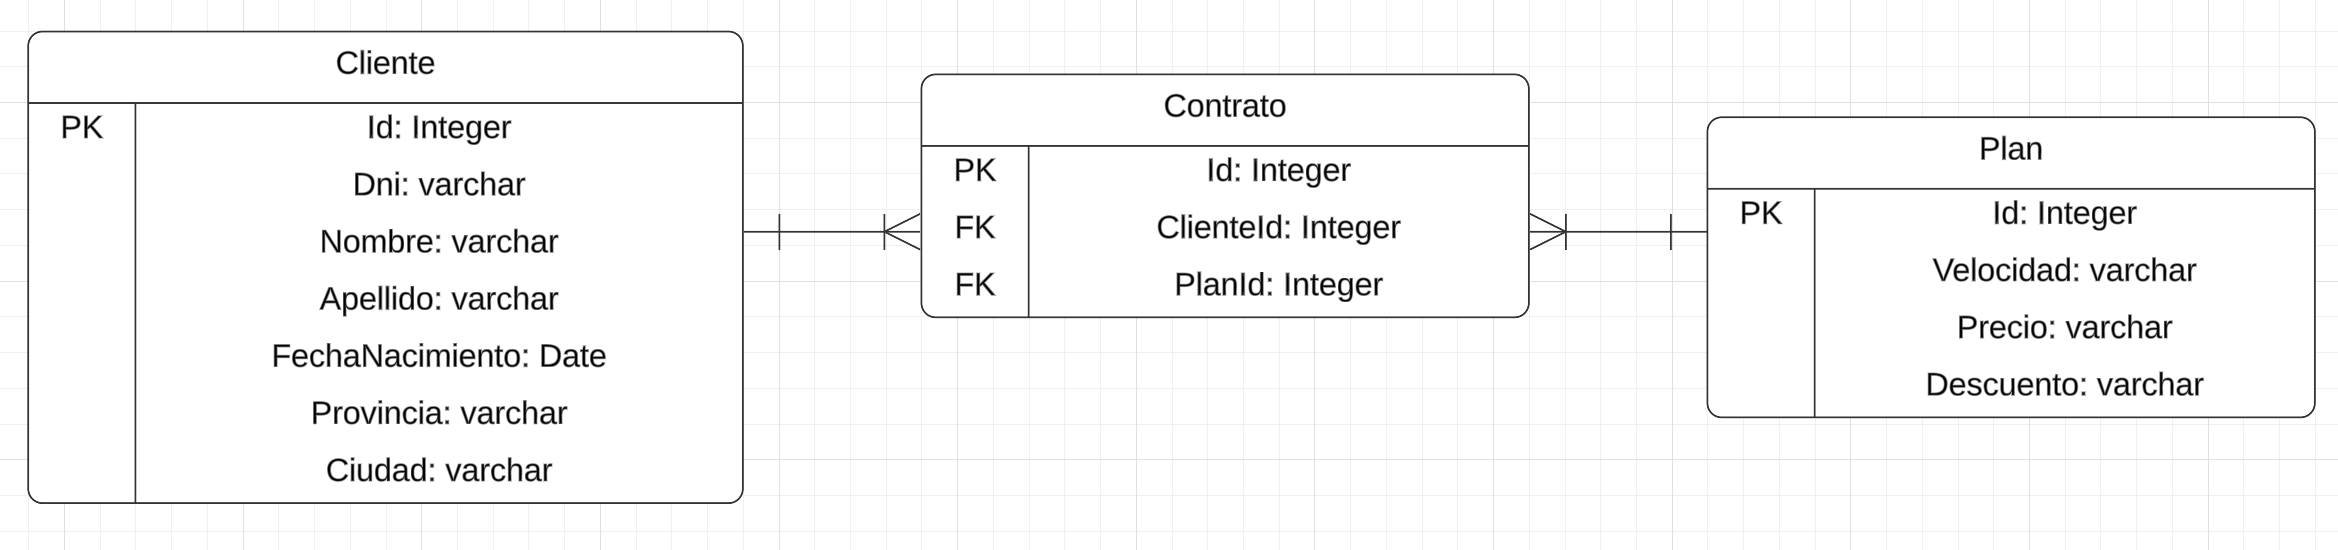 Cliente
PK Id: Integer
Dni: varchar
Nombre: varchar
Apellido: varchar
FechaNacimiento: Date
Provincia: varchar
Ciudad: varchar
Contrato
PK Id: Integer
FK ClienteId: Integer
FK PlanId: Integer
Plan
PK Id: Integer
Velocidad: varchar
Precio: varchar
Descuento: varchar